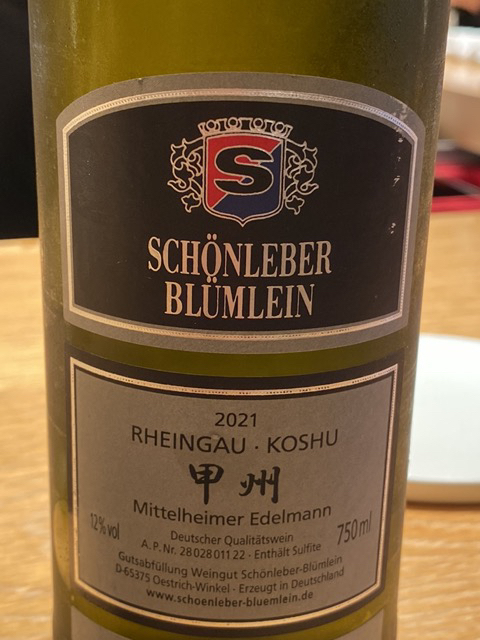 S
SCHÖNLEBER
BLÜMLEIN
2021
RHEINGAU · KOSHU
甲州
Mittelheimer Edelmann
12% vol
Deutscher Qualitätswein
750 ml
A. P. Nr. 28 028 011 22 · Enthält Sulfite
Gutsabfüllung Weingut Schönleber-Blümlein
D-65375 Oestrich-Winkel · Erzeugt in Deutschland
www.schoenleber-bluemlein.de